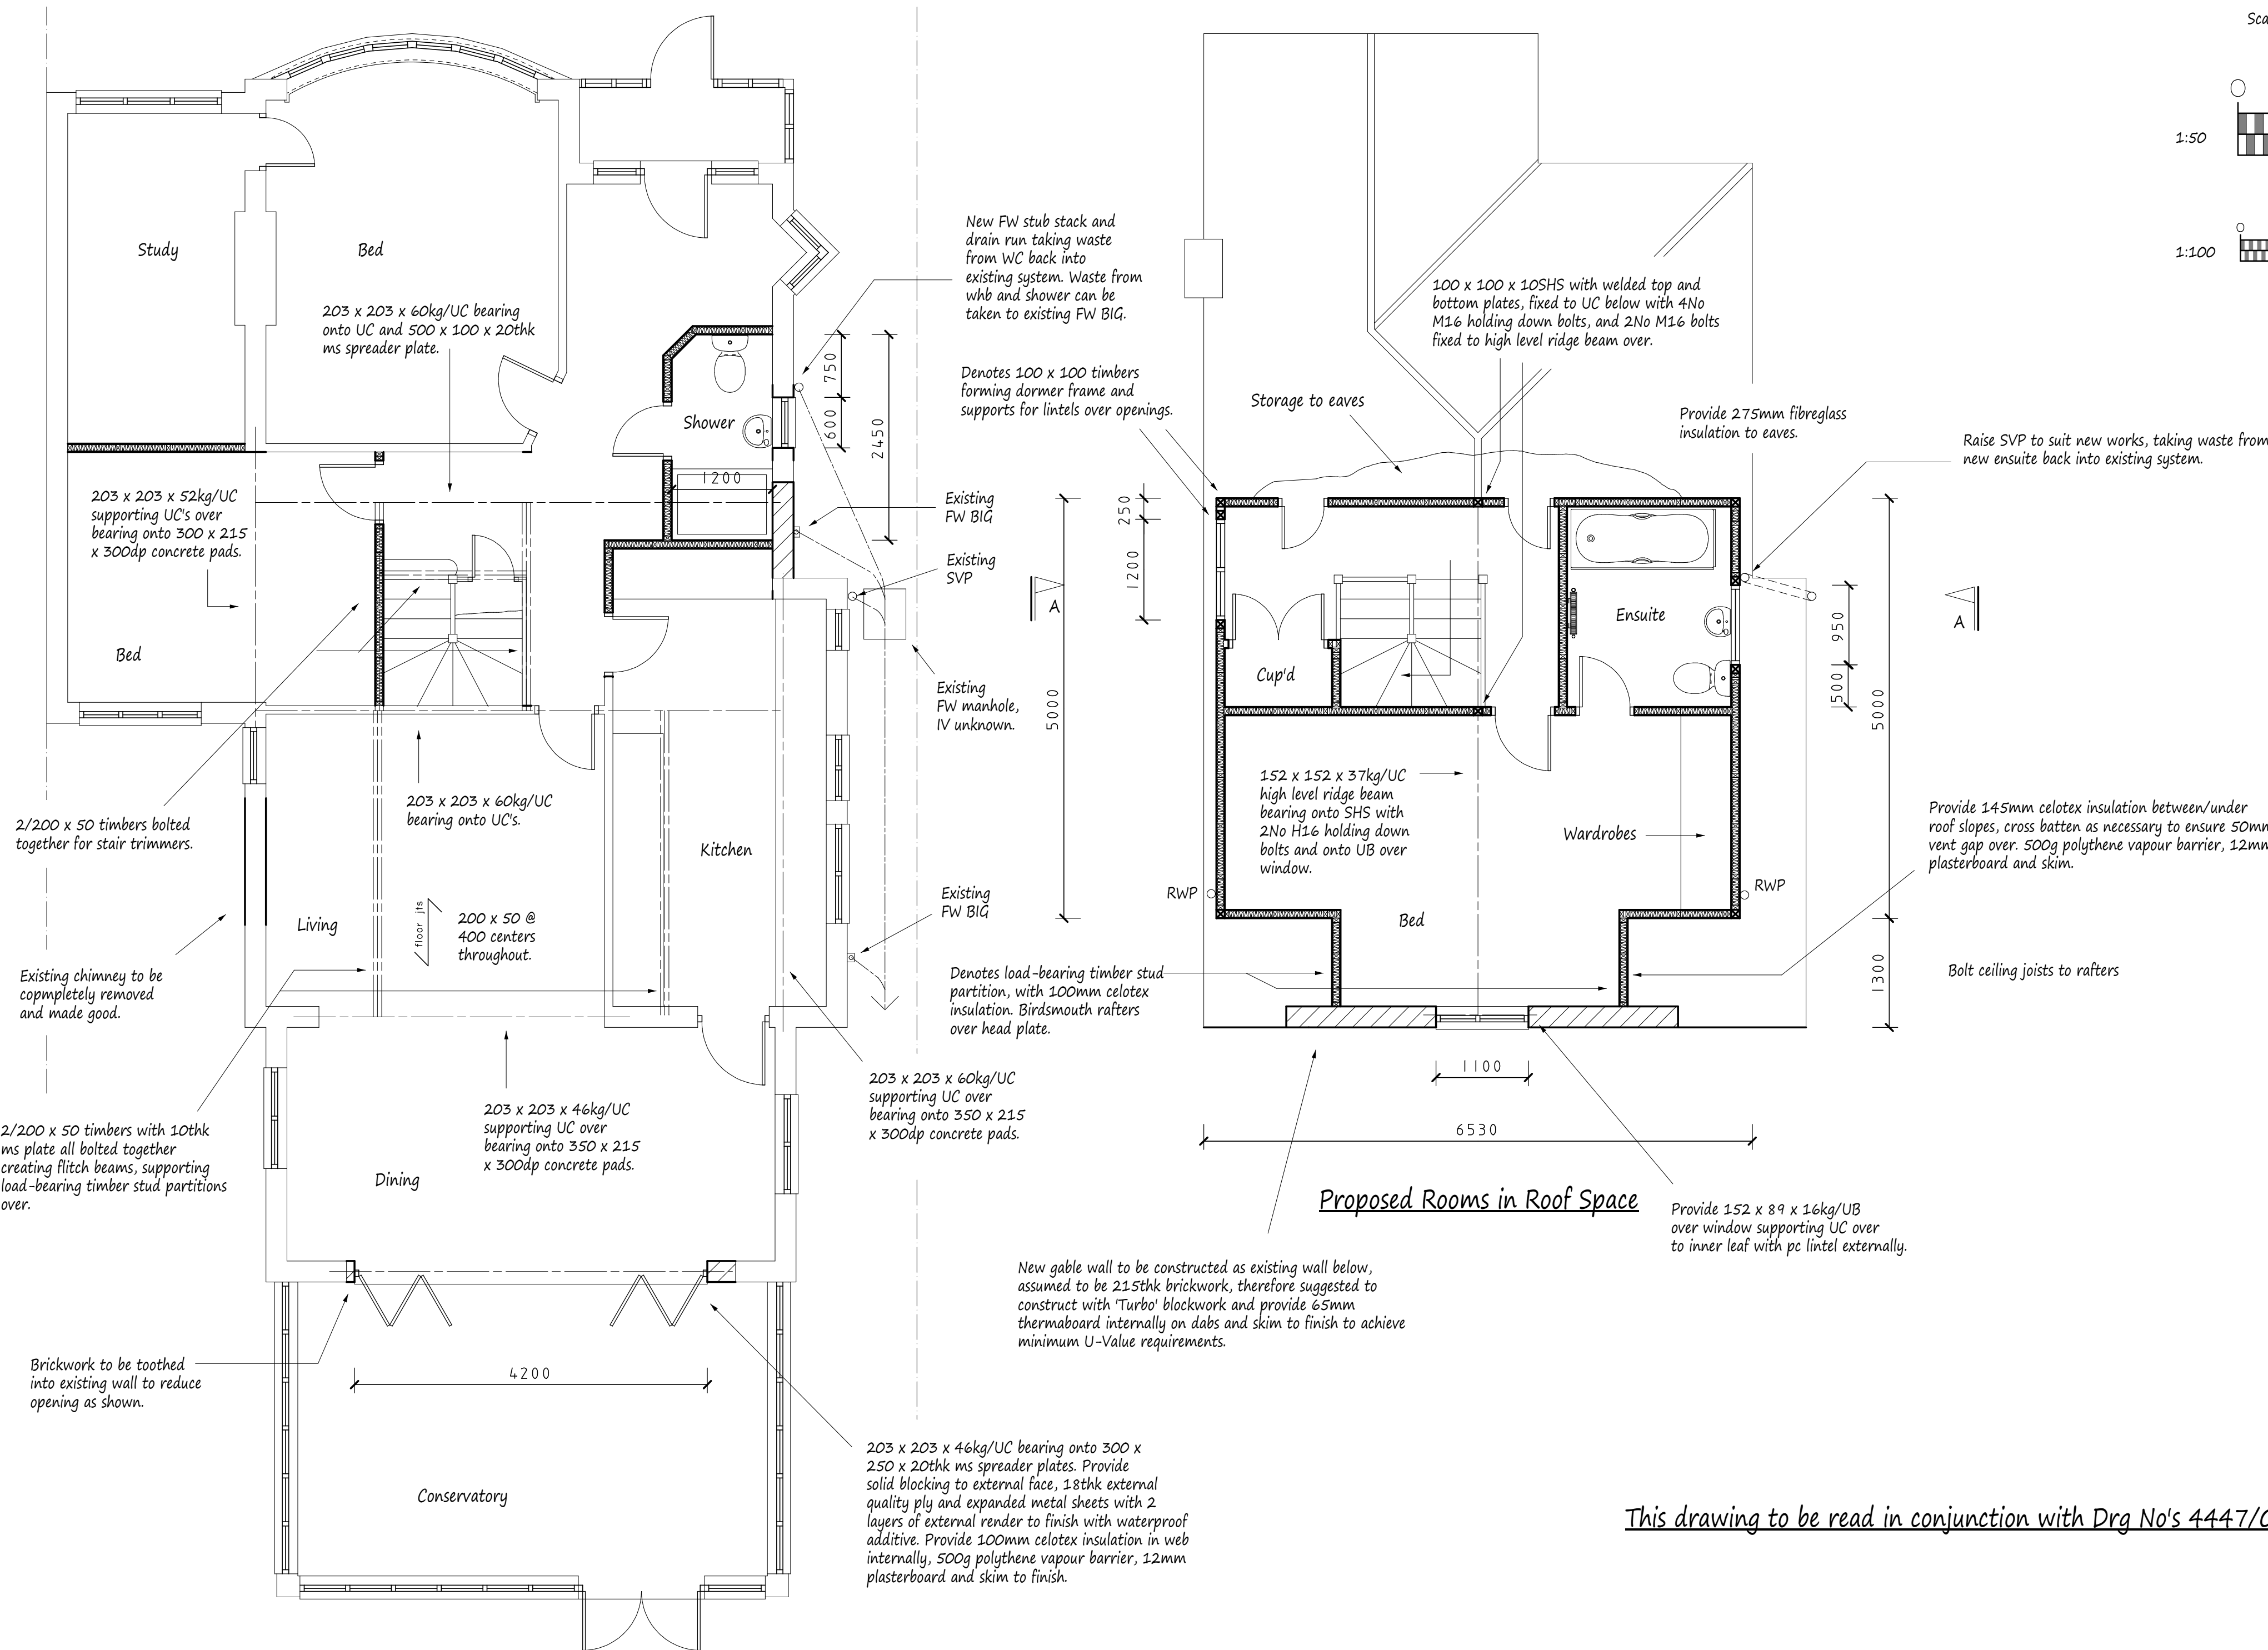 Study
Bed
203 x 203 x 60kg/UC bearing
onto UC and 500 x 100 x 20thk
ms spreader plate.
Shower
1200
750
600
2450
203 x 203 x 52kg/UC
supporting UC's over
bearing onto 300 x 215
x 300dp concrete pads.
Bed
New FW stub stack and
drain run taking waste
from WC back into
existing system. Waste from
whb and shower can be
taken to existing FW BIG.
Existing
FW BIG
Existing
SVP
Existing
FW manhole,
IV unknown.
2/200 x 50 timbers bolted
together for stair trimmers.
203 x 203 x 60kg/UC
bearing onto UC's.
Kitchen
Living
floor jts
200 x 50 @
400 centers
throughout.
Existing
FW BIG
Existing chimney to be
copmpletely removed
and made good.
2/200 x 50 timbers with 10thk
ms plate all bolted together
creating flitch beams, supporting
load-bearing timber stud partitions
over.
203 x 203 x 46kg/UC
supporting UC over
bearing onto 350 x 215
x 300dp concrete pads.
203 x 203 x 60kg/UC
supporting UC over
bearing onto 350 x 215
x 300dp concrete pads.
Dining
Brickwork to be toothed
into existing wall to reduce
opening as shown.
4200
Conservatory
203 x 203 x 46kg/UC bearing onto 300 x
250 x 20thk ms spreader plates. Provide
solid blocking to external face, 18thk external
quality ply and expanded metal sheets with 2
layers of external render to finish with waterproof
additive. Provide 100mm celotex insulation in web
internally, 500g polythene vapour barrier, 12mm
plasterboard and skim to finish.
100 x 100 x 10SHS with welded top and
bottom plates, fixed to UC below with 4No
M16 holding down bolts, and 2No M16 bolts
fixed to high level ridge beam over.
Denotes 100 x 100 timbers
forming dormer frame and
supports for lintels over openings.
Storage to eaves
Provide 275mm fibreglass
insulation to eaves.
Raise SVP to suit new works, taking waste from
new ensuite back into existing system.
250
1200
5000
A
Cup'd
Ensuite
950
500
5000
1300
A
152 x 152 x 37kg/UC
high level ridge beam
bearing onto SHS with
2No H16 holding down
bolts and onto UB over
window.
Wardrobes
RWP
RWP
Bed
Provide 145mm celotex insulation between/under
roof slopes, cross batten as necessary to ensure 50mm
vent gap over. 500g polythene vapour barrier, 12mm
plasterboard and skim.
Denotes load-bearing timber stud
partition, with 100mm celotex
insulation. Birdsmouth rafters
over head plate.
Bolt ceiling joists to rafters
1100
6530
Proposed Rooms in Roof Space
Provide 152 x 89 x 16kg/UB
over window supporting UC over
to inner leaf with pc lintel externally.
New gable wall to be constructed as existing wall below,
assumed to be 215thk brickwork, therefore suggested to
construct with 'Turbo' blockwork and provide 65mm
thermaboard internally on dabs and skim to finish to achieve
minimum U-Value requirements.
This drawing to be read in conjunction with Drg No's 4447/
0
1:50
0
1:100